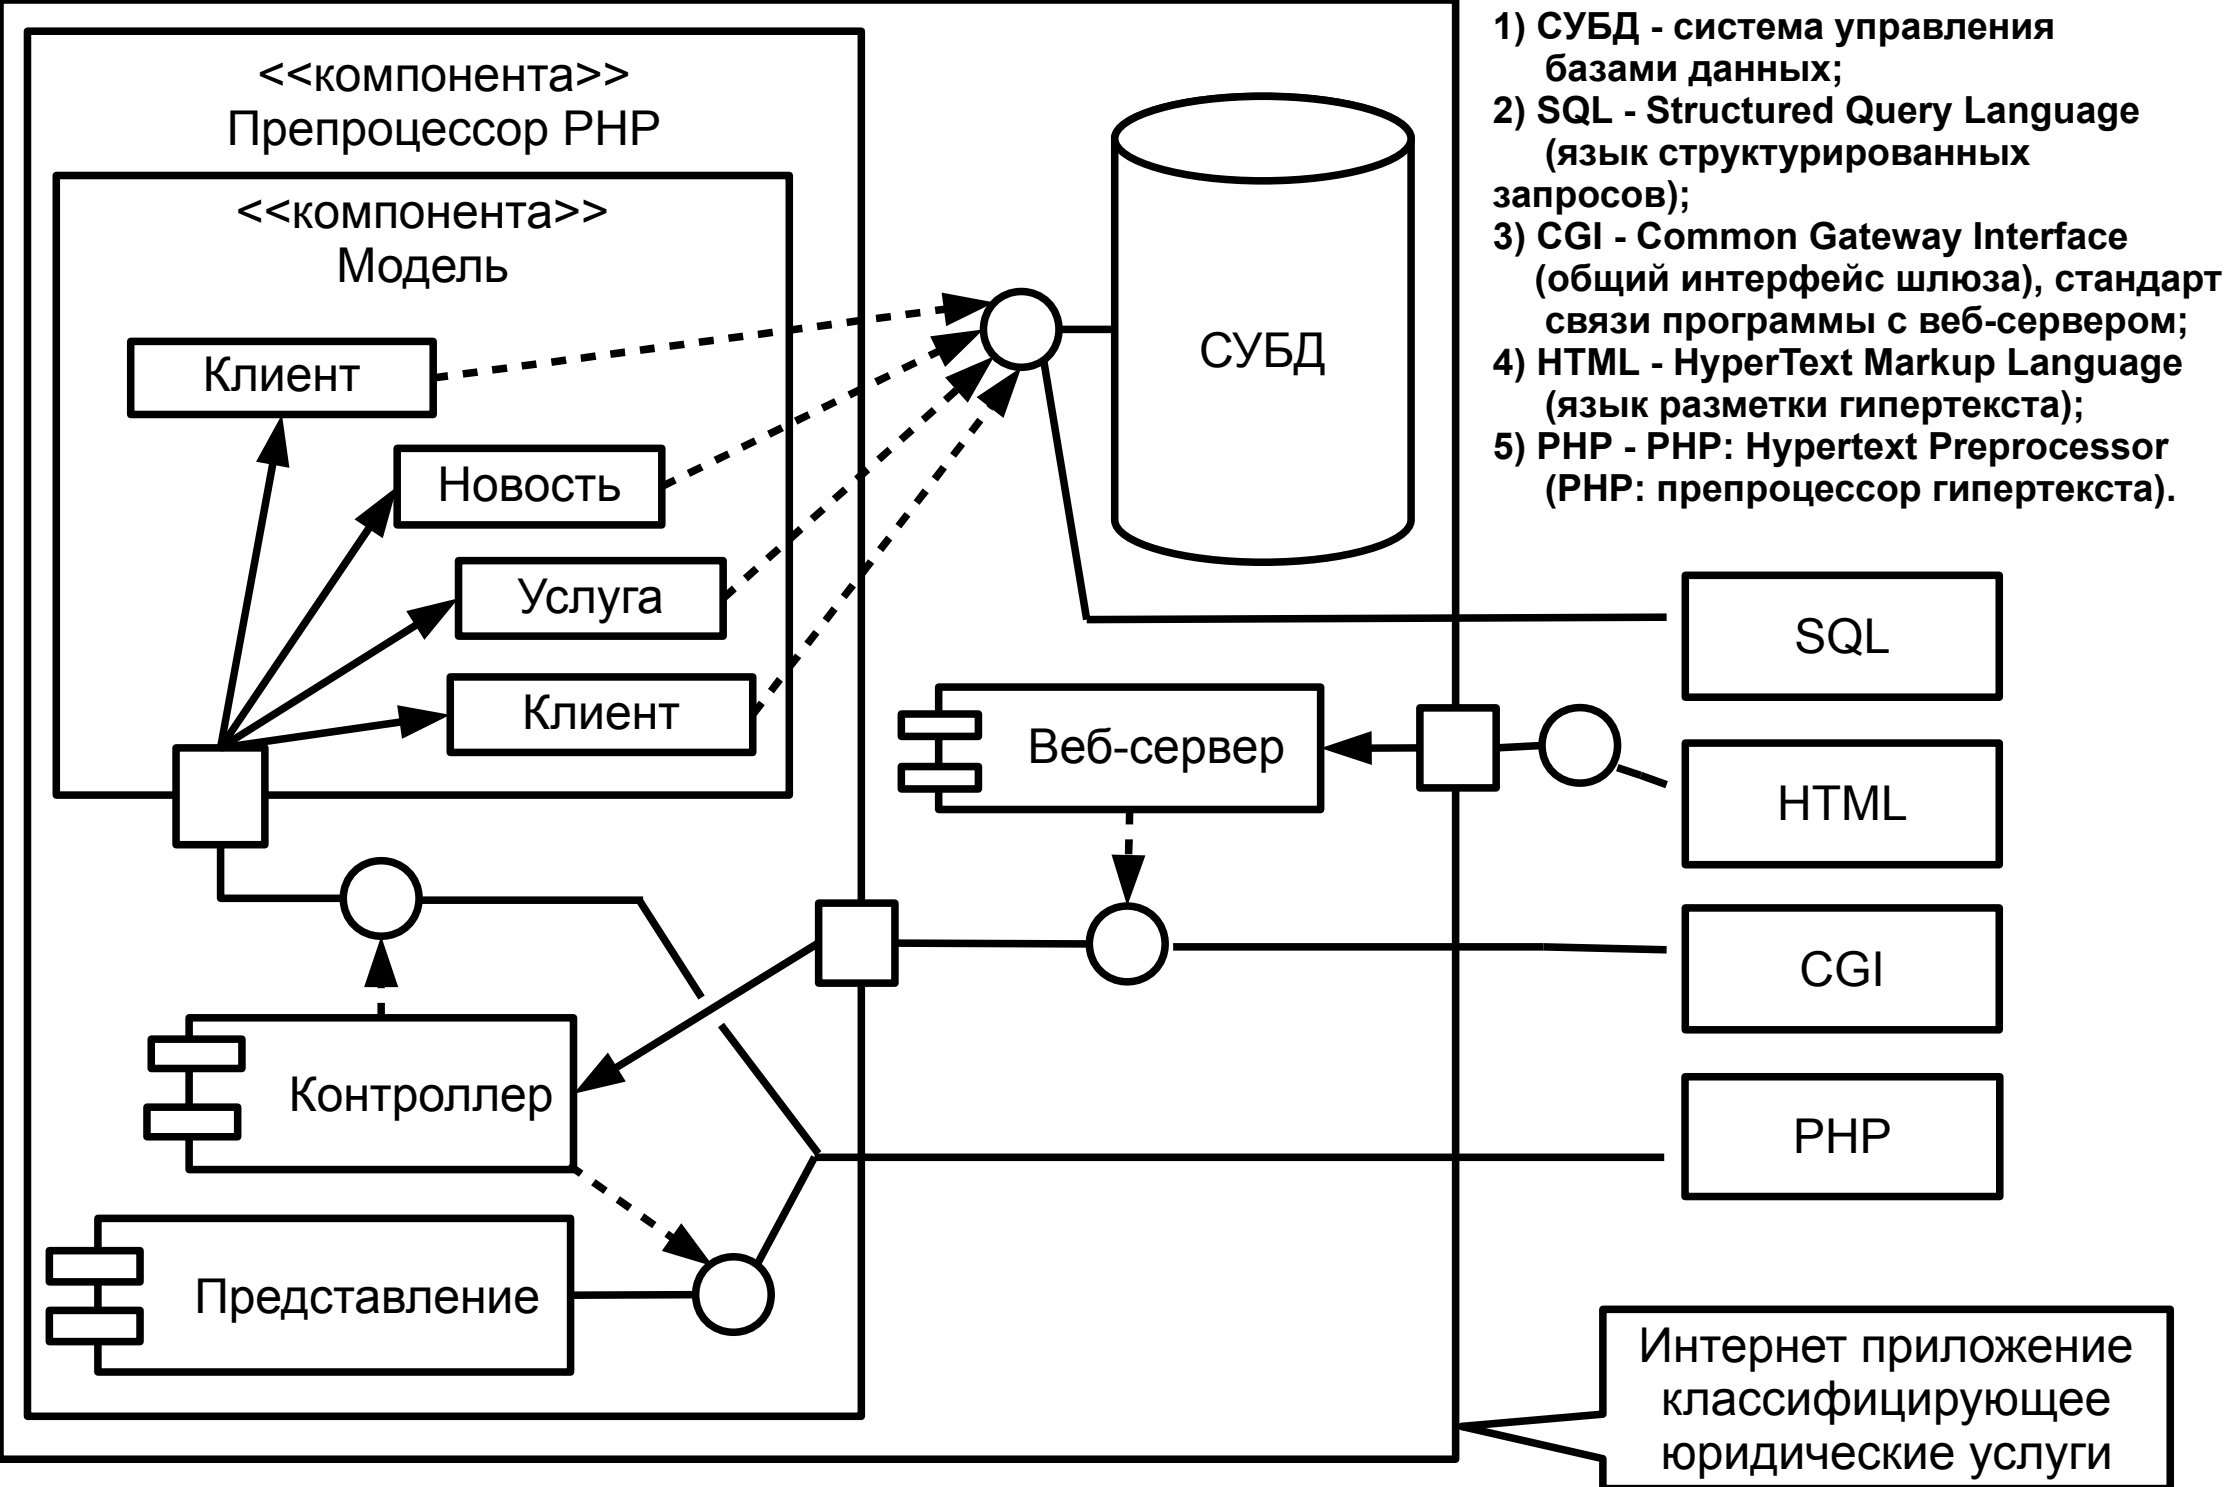 <<компонента>>
Препроцессор PHP
<<компонента>>
Модель
Клиент
Новость
Услуга
Клиент
СУБД
Веб-сервер
Контроллер
Представление
1) СУБД - система управления
базами данных;
2) SQL - Structured Query Language
(язык структурированных
запросов);
3) CGI - Common Gateway Interface
(общий интерфейс шлюза), стандарт
связи программы с веб-сервером;
4) HTML - HyperText Markup Language
(язык разметки гипертекста);
5) PHP - PHP: Hypertext Preprocessor
(PHP: препроцессор гипертекста).
SQL
HTML
CGI
PHP
Интернет приложение
классифицирующее
юридические услуги